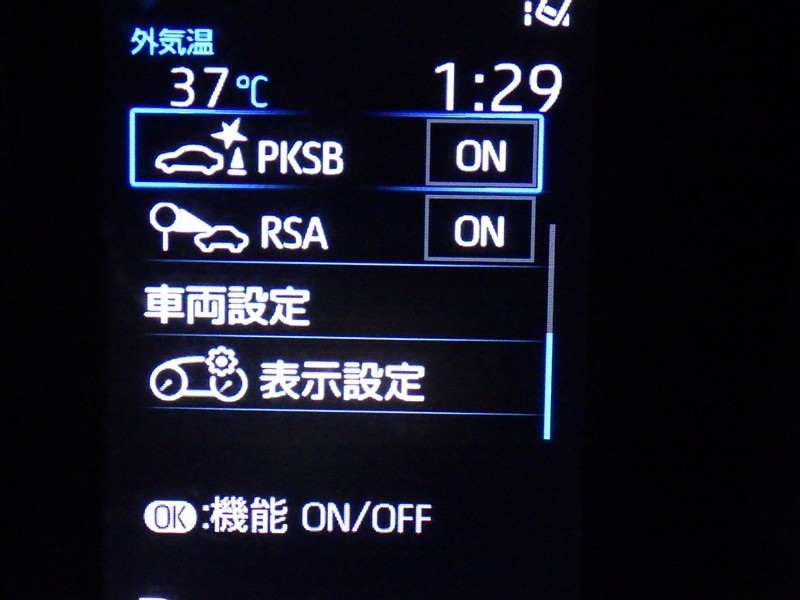 外気温
37℃ 1:29
PKSB ON
RSA ON
車両設定
表示設定
OK:機能 ON/OFF